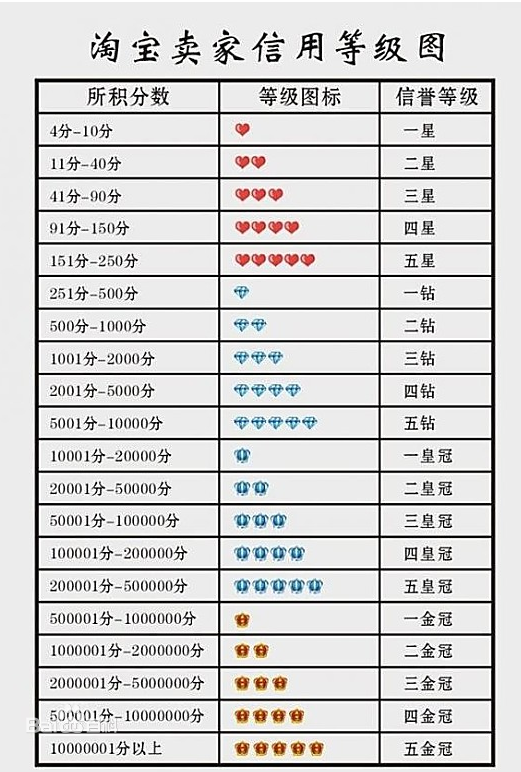 淘宝卖家信用等级图
所积分数 等级图标 信誉等级
4分-10分 一星
11分-40分 二星
41分-90分 三星
91分-150分 四星
151分-250分 五星
251分-500分 一钻
500分-1000分 二钻
1001分-2000分 三钻
2001分-5000分 四钻
5001分-10000分 五钻
10001分-20000分 一皇冠
20001分-50000分 二皇冠
50001分-100000分 三皇冠
100001分-200000分 四皇冠
200001分-500000分 五皇冠
500001分-1000000分 一金冠
1000001分-2000000分 二金冠
2000001分-5000000分 三金冠
500001分-10000000分 四金冠
10000001分以上 五金冠
Bai 百科